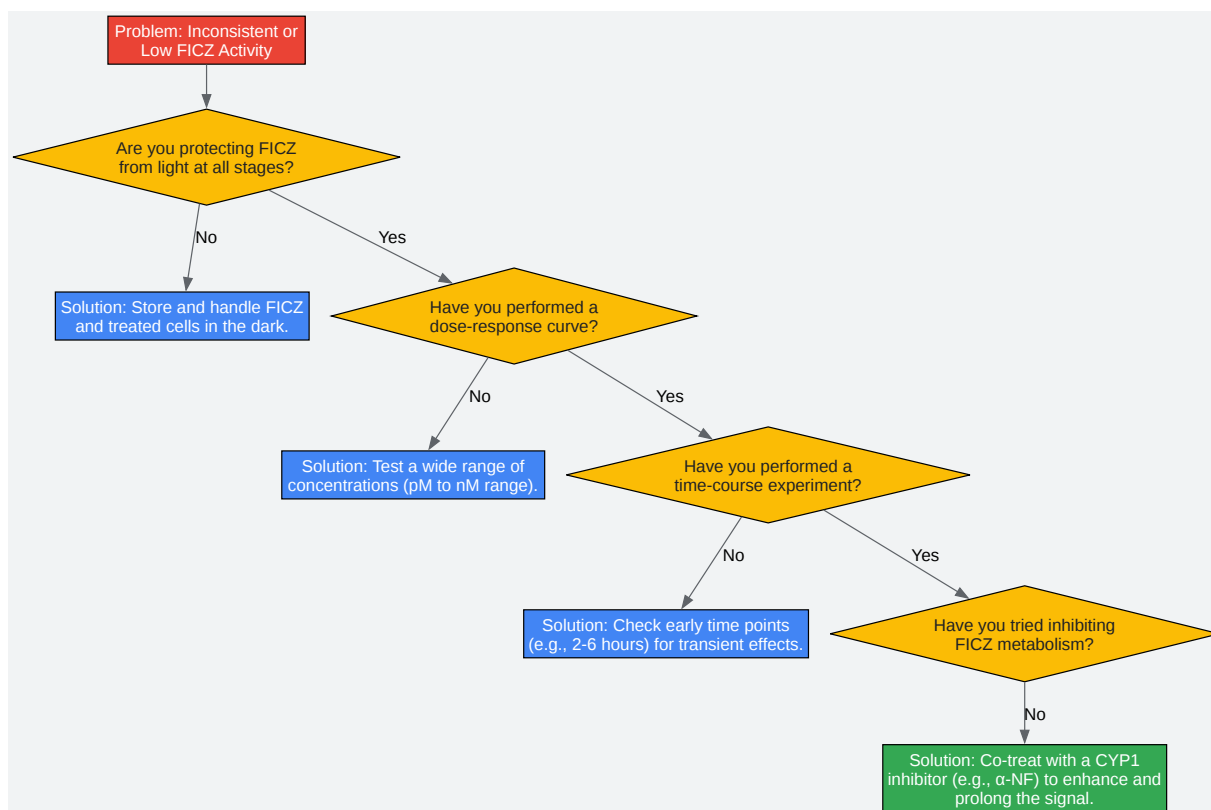 Problem: Inconsistent or
Low FICZ Activity
Are you protecting FICZ
from light at all stages?
No
Yes
Solution: Store and handle FICZ
and treated cells in the dark.
Have you performed a
dose-response curve?
No
Yes
Solution: Test a wide range of
concentrations (pM to nM range).
Have you performed a
time-course experiment?
No
Yes
Solution: Check early time points
(e.g., 2-6 hours) for transient effects.
Have you tried inhibiting
FICZ metabolism?
No
Solution: Co-treat with a CYP1
inhibitor (e.g., α-NF) to enhance and
prolong the signal.